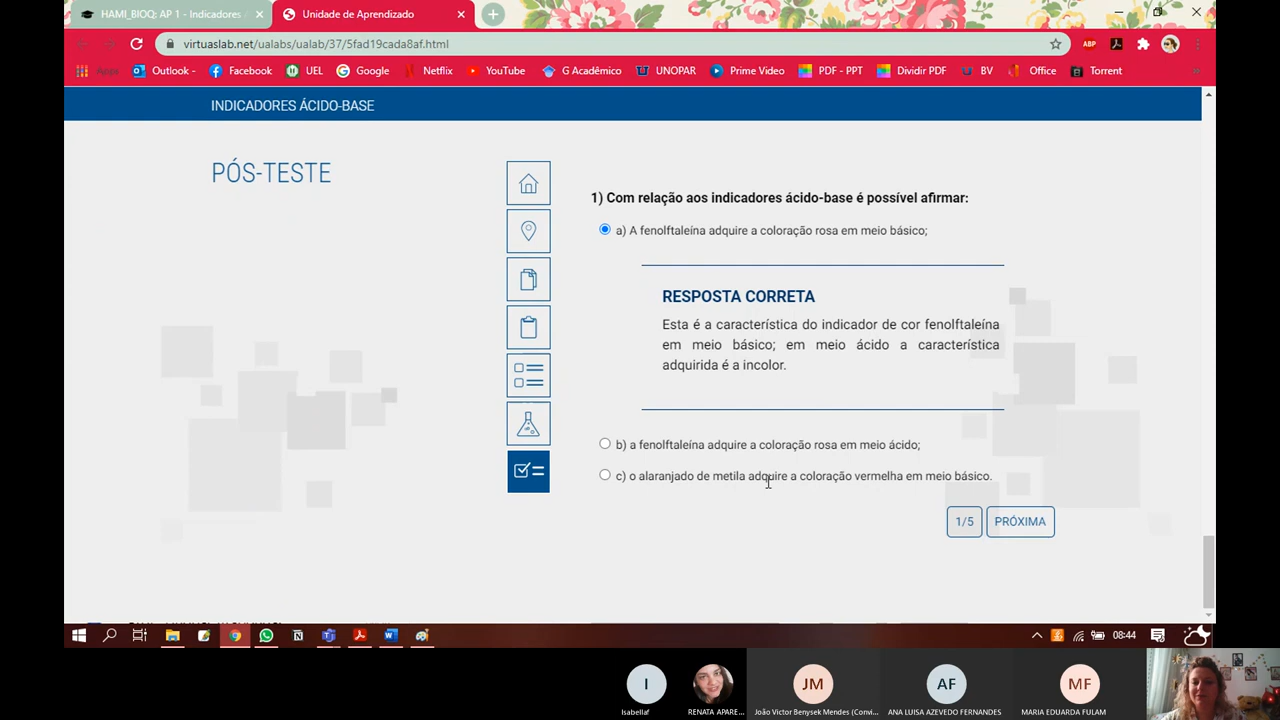 HAMI_BIOQ: AP 1 - Indicadores
Unidade de Aprendizado
virtuaslab.net/ualabs/ualab/37/5fad19cada8af.html
ABP
Apps
Outlook -
Facebook
UEL
Google
Netflix
YouTube
G Acadêmico
UNOPAR
Prime Video
PDF - PPT
Dividir PDF
BV
Office
Torrent
INDICADORES ÁCIDO-BASE
PÓS-TESTE
1) Com relação aos indicadores ácido-base é possível afirmar:
a) A fenolftaleína adquire a coloração rosa em meio básico;
RESPOSTA CORRETA
Esta é a característica do indicador de cor fenolftaleína
em meio básico; em meio ácido a característica
adquirida é a incolor.
b) a fenolftaleína adquire a coloração rosa em meio ácido;
c) o alaranjado de metila adquire a coloração vermelha em meio básico.
1/5
PRÓXIMA
08:44
I
JM
AF
MF
Isabellaf
RENATA APARE...
João Victor Benysek Mendes (Convi...
ANA LUISA AZEVEDO FERNANDES
MARIA EDUARDA FULAM